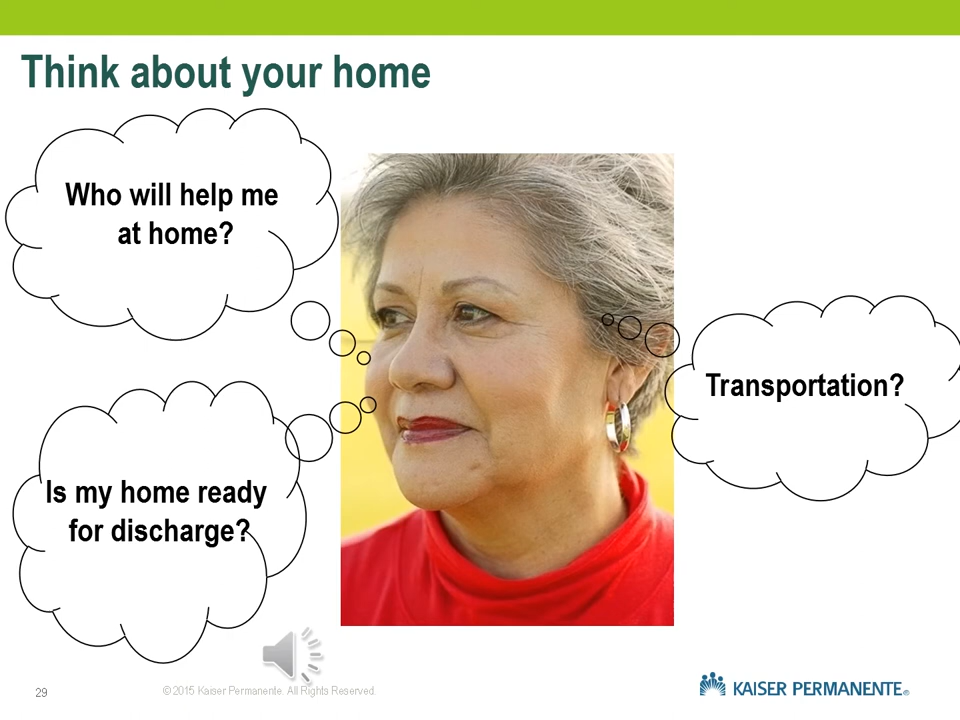 Think about your home
Who will help me
at home?
Transportation?
Is my home ready
for discharge?
29
© 2015 Kaiser Permanente. All Rights Reserved.
KAISER PERMANENTE®